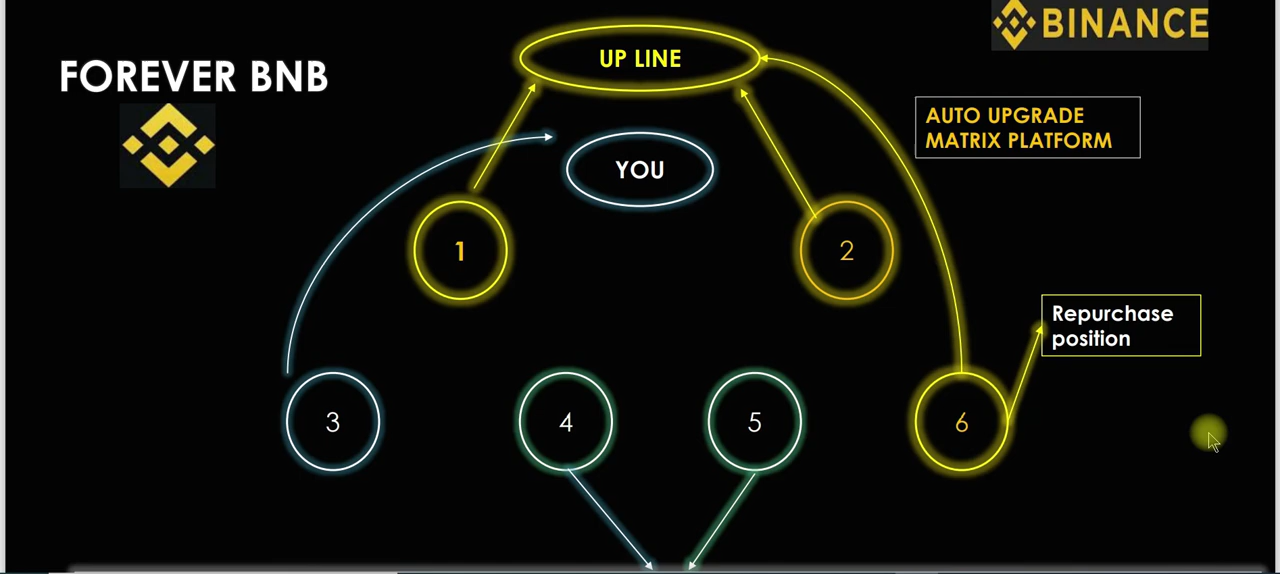 BINANCE
UP LINE
FOREVER BNB
AUTO UPGRADE
MATRIX PLATFORM
YOU
1
2
Repurchase
position
3
4
5
6